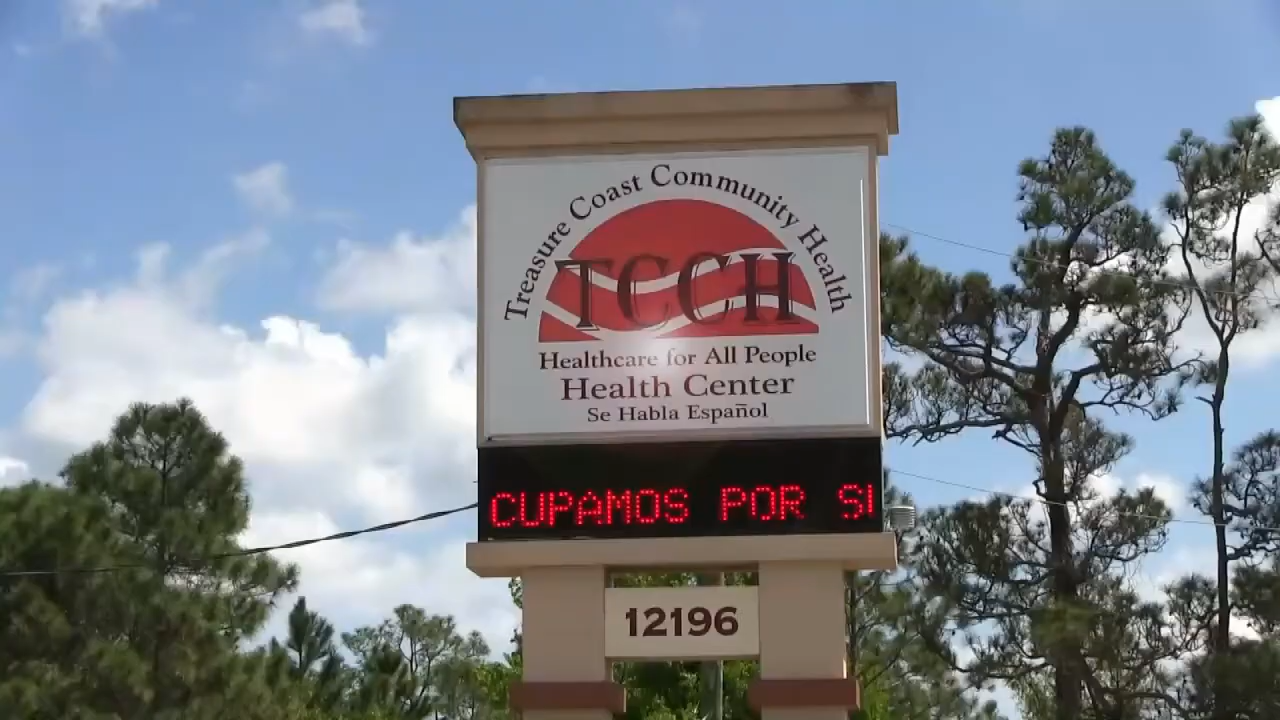 Treasure Coast Community Health
TCCH
Healthcare for All People
Health Center
Se Habla Español
CUPAMOS POR SI
12196